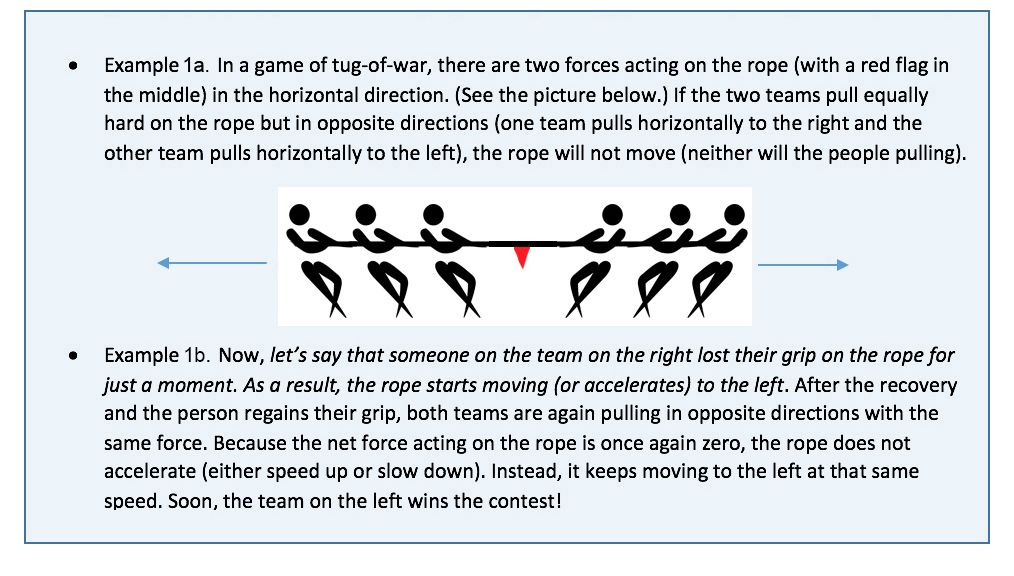 • Example 1a. In a game of tug-of-war, there are two forces acting on the rope (with a red flag in
the middle) in the horizontal direction. (See the picture below.) If the two teams pull equally
hard on the rope but in opposite directions (one team pulls horizontally to the right and the
other team pulls horizontally to the left), the rope will not move (neither will the people pulling).
• Example 1b. Now, let’s say that someone on the team on the right lost their grip on the rope for
just a moment. As a result, the rope starts moving (or accelerates) to the left. After the recovery
and the person regains their grip, both teams are again pulling in opposite directions with the
same force. Because the net force acting on the rope is once again zero, the rope does not
accelerate (either speed up or slow down). Instead, it keeps moving to the left at that same
speed. Soon, the team on the left wins the contest!